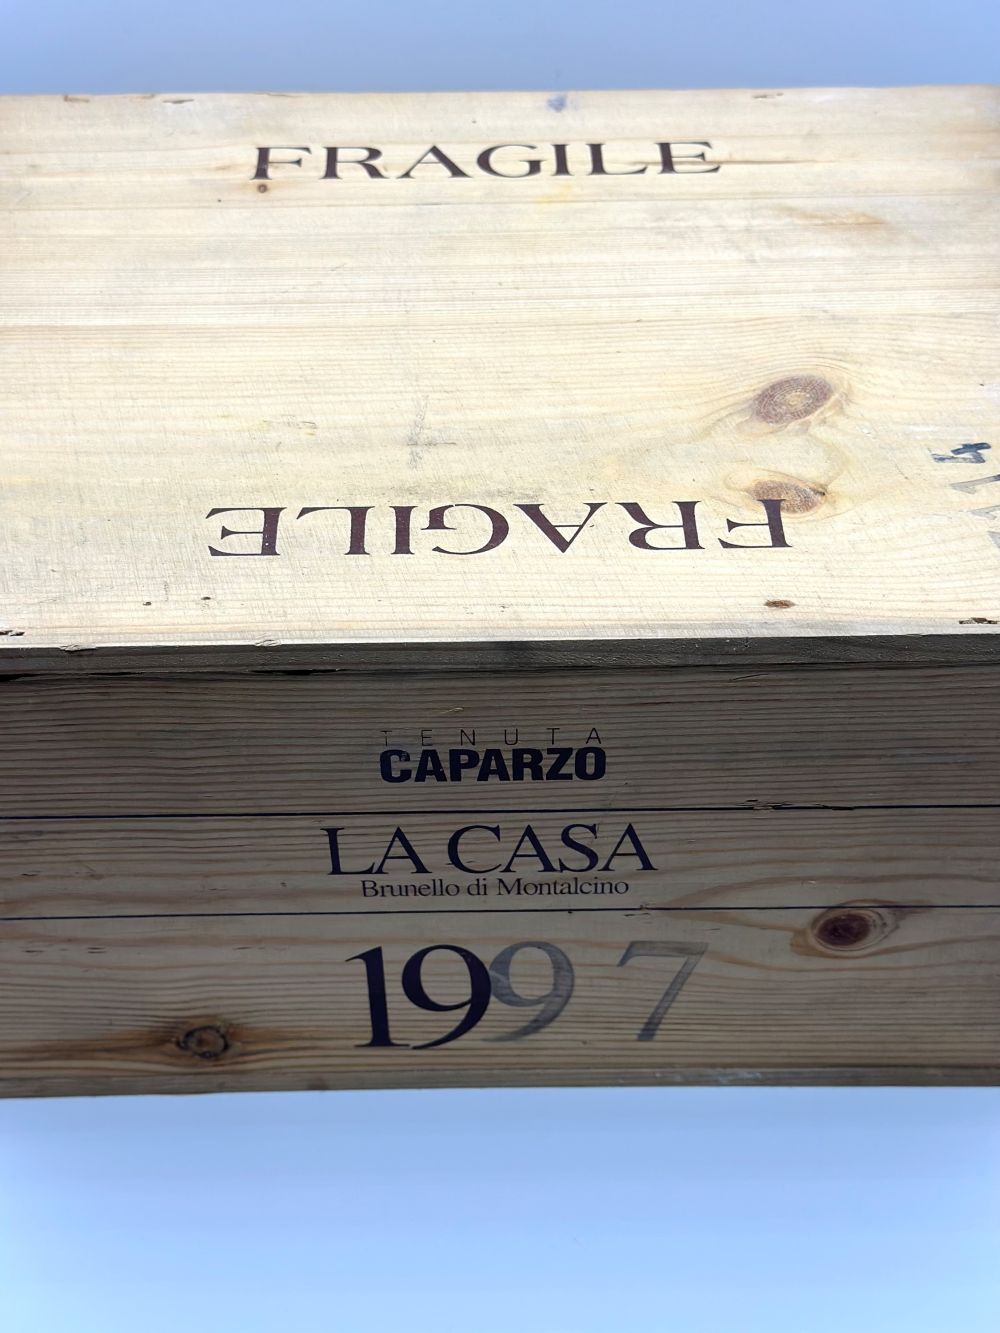 FRAGILE
FRAGILE
TENUTA
CAPARZO
LA CASA
Brunello di Montalcino
1997